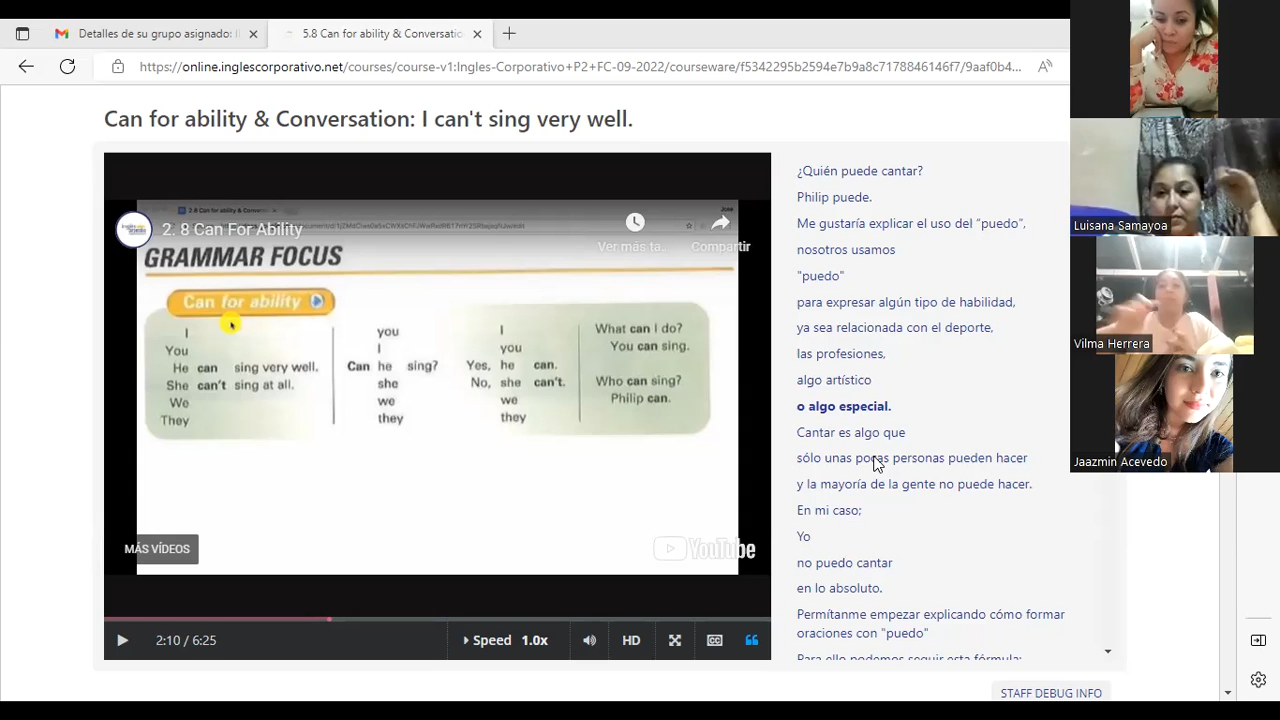 Detalles de su grupo asignado: I
5.8 Can for ability & Conversatio
https://online.inglescorporativo.net/courses/course-v1:Ingles-Corporativo+P2+FC-09-2022/courseware/f5342295b2594e7b9a8c7178846146f7/9aaf0b4...
Can for ability & Conversation: I can't sing very well.
2. 8 Can For Ability
Ver más ta...
Compartir
GRAMMAR FOCUS
Can for ability
I
You
He can sing very well.
She can't sing at all.
We
They
you
I
Can he sing?
she
we
they
I
you
Yes, he can.
No, she can't.
we
they
What can I do?
You can sing.
Who can sing?
Philip can.
MÁS VÍDEOS
YouTube
2:10 / 6:25
Speed 1.0x
HD
¿Quién puede cantar?
Philip puede.
Me gustaría explicar el uso del “puedo”,
nosotros usamos
"puedo"
para expresar algún tipo de habilidad,
ya sea relacionada con el deporte,
las profesiones,
algo artístico
o algo especial.
Cantar es algo que
sólo unas pocas personas pueden hacer
y la mayoría de la gente no puede hacer.
En mi caso;
Yo
no puedo cantar
en lo absoluto.
Permítanme empezar explicando cómo formar
oraciones con "puedo"
Para ello podemos seguir esta fórmula:
STAFF DEBUG INFO
Luisana Samayoa
Vilma Herrera
Jaazmin Acevedo